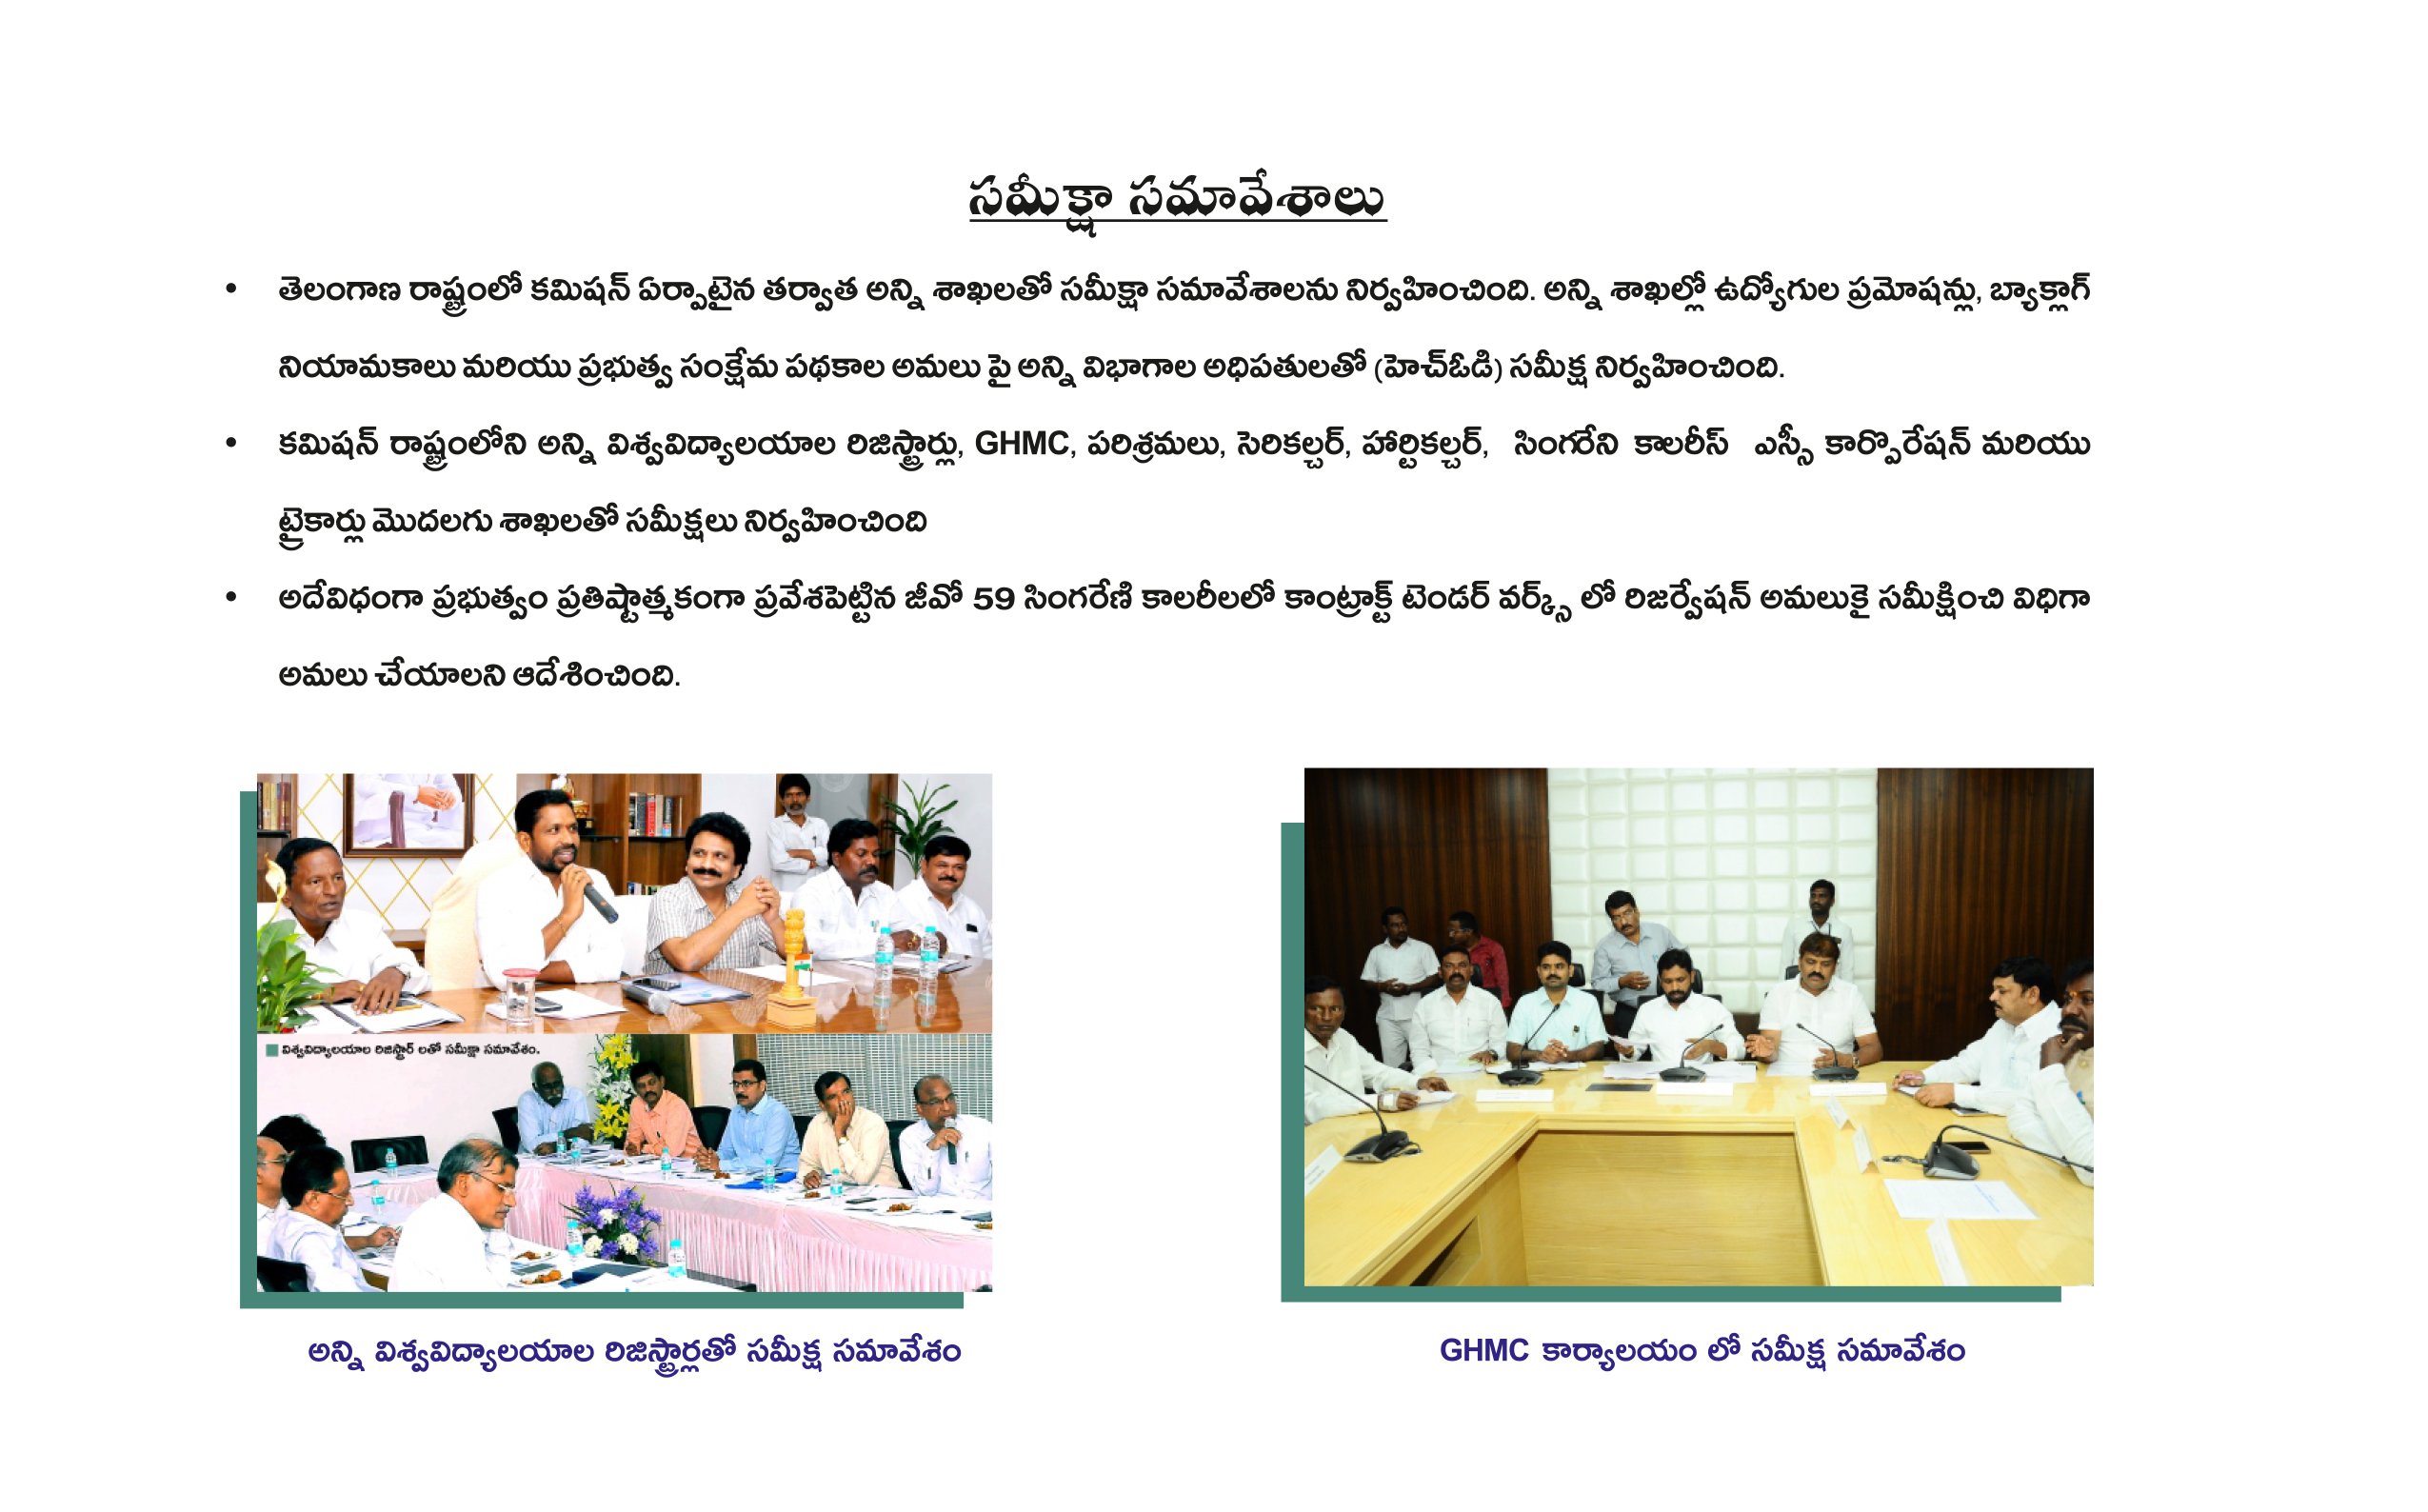 సమీక్షా సమావేశాలు
• తెలంగాణ రాష్ట్రంలో కమిషన్ ఏర్పాటైన తర్వాత అన్ని శాఖలతో సమీక్షా సమావేశాలను నిర్వహించింది. అన్ని శాఖల్లో ఉద్యోగుల ప్రమోషన్లు, బ్యాక్లాగ్
నియామకాలు మరియు ప్రభుత్వ సంక్షేమ పథకాల అమలు పై అన్ని విభాగాల అధిపతులతో (హెచ్ఓడి) సమీక్ష నిర్వహించింది.
• కమిషన్ రాష్ట్రంలోని అన్ని విశ్వవిద్యాలయాల రిజిస్ట్రార్లు, GHMC, పరిశ్రమలు, సెరికల్చర్, హార్టికల్చర్, సింగరేని కాలరీస్ ఎస్సీ కార్పొరేషన్ మరియు
ట్రైకార్లు మొదలగు శాఖలతో సమీక్షలు నిర్వహించింది
• అదేవిధంగా ప్రభుత్వం ప్రతిష్టాత్మకంగా ప్రవేశపెట్టిన జీవో 59 సింగరేణి కాలరీలలో కాంట్రాక్ట్ టెండర్ వర్క్స్ లో రిజర్వేషన్ అమలుకై సమీక్షించి విధిగా
అమలు చేయాలని ఆదేశించింది.
విశ్వవిద్యాలయాల రిజిస్ట్రార్ లతో సమీక్షా సమావేశం.
అన్ని విశ్వవిద్యాలయాల రిజిస్ట్రార్లతో సమీక్ష సమావేశం
GHMC కార్యాలయం లో సమీక్ష సమావేశం